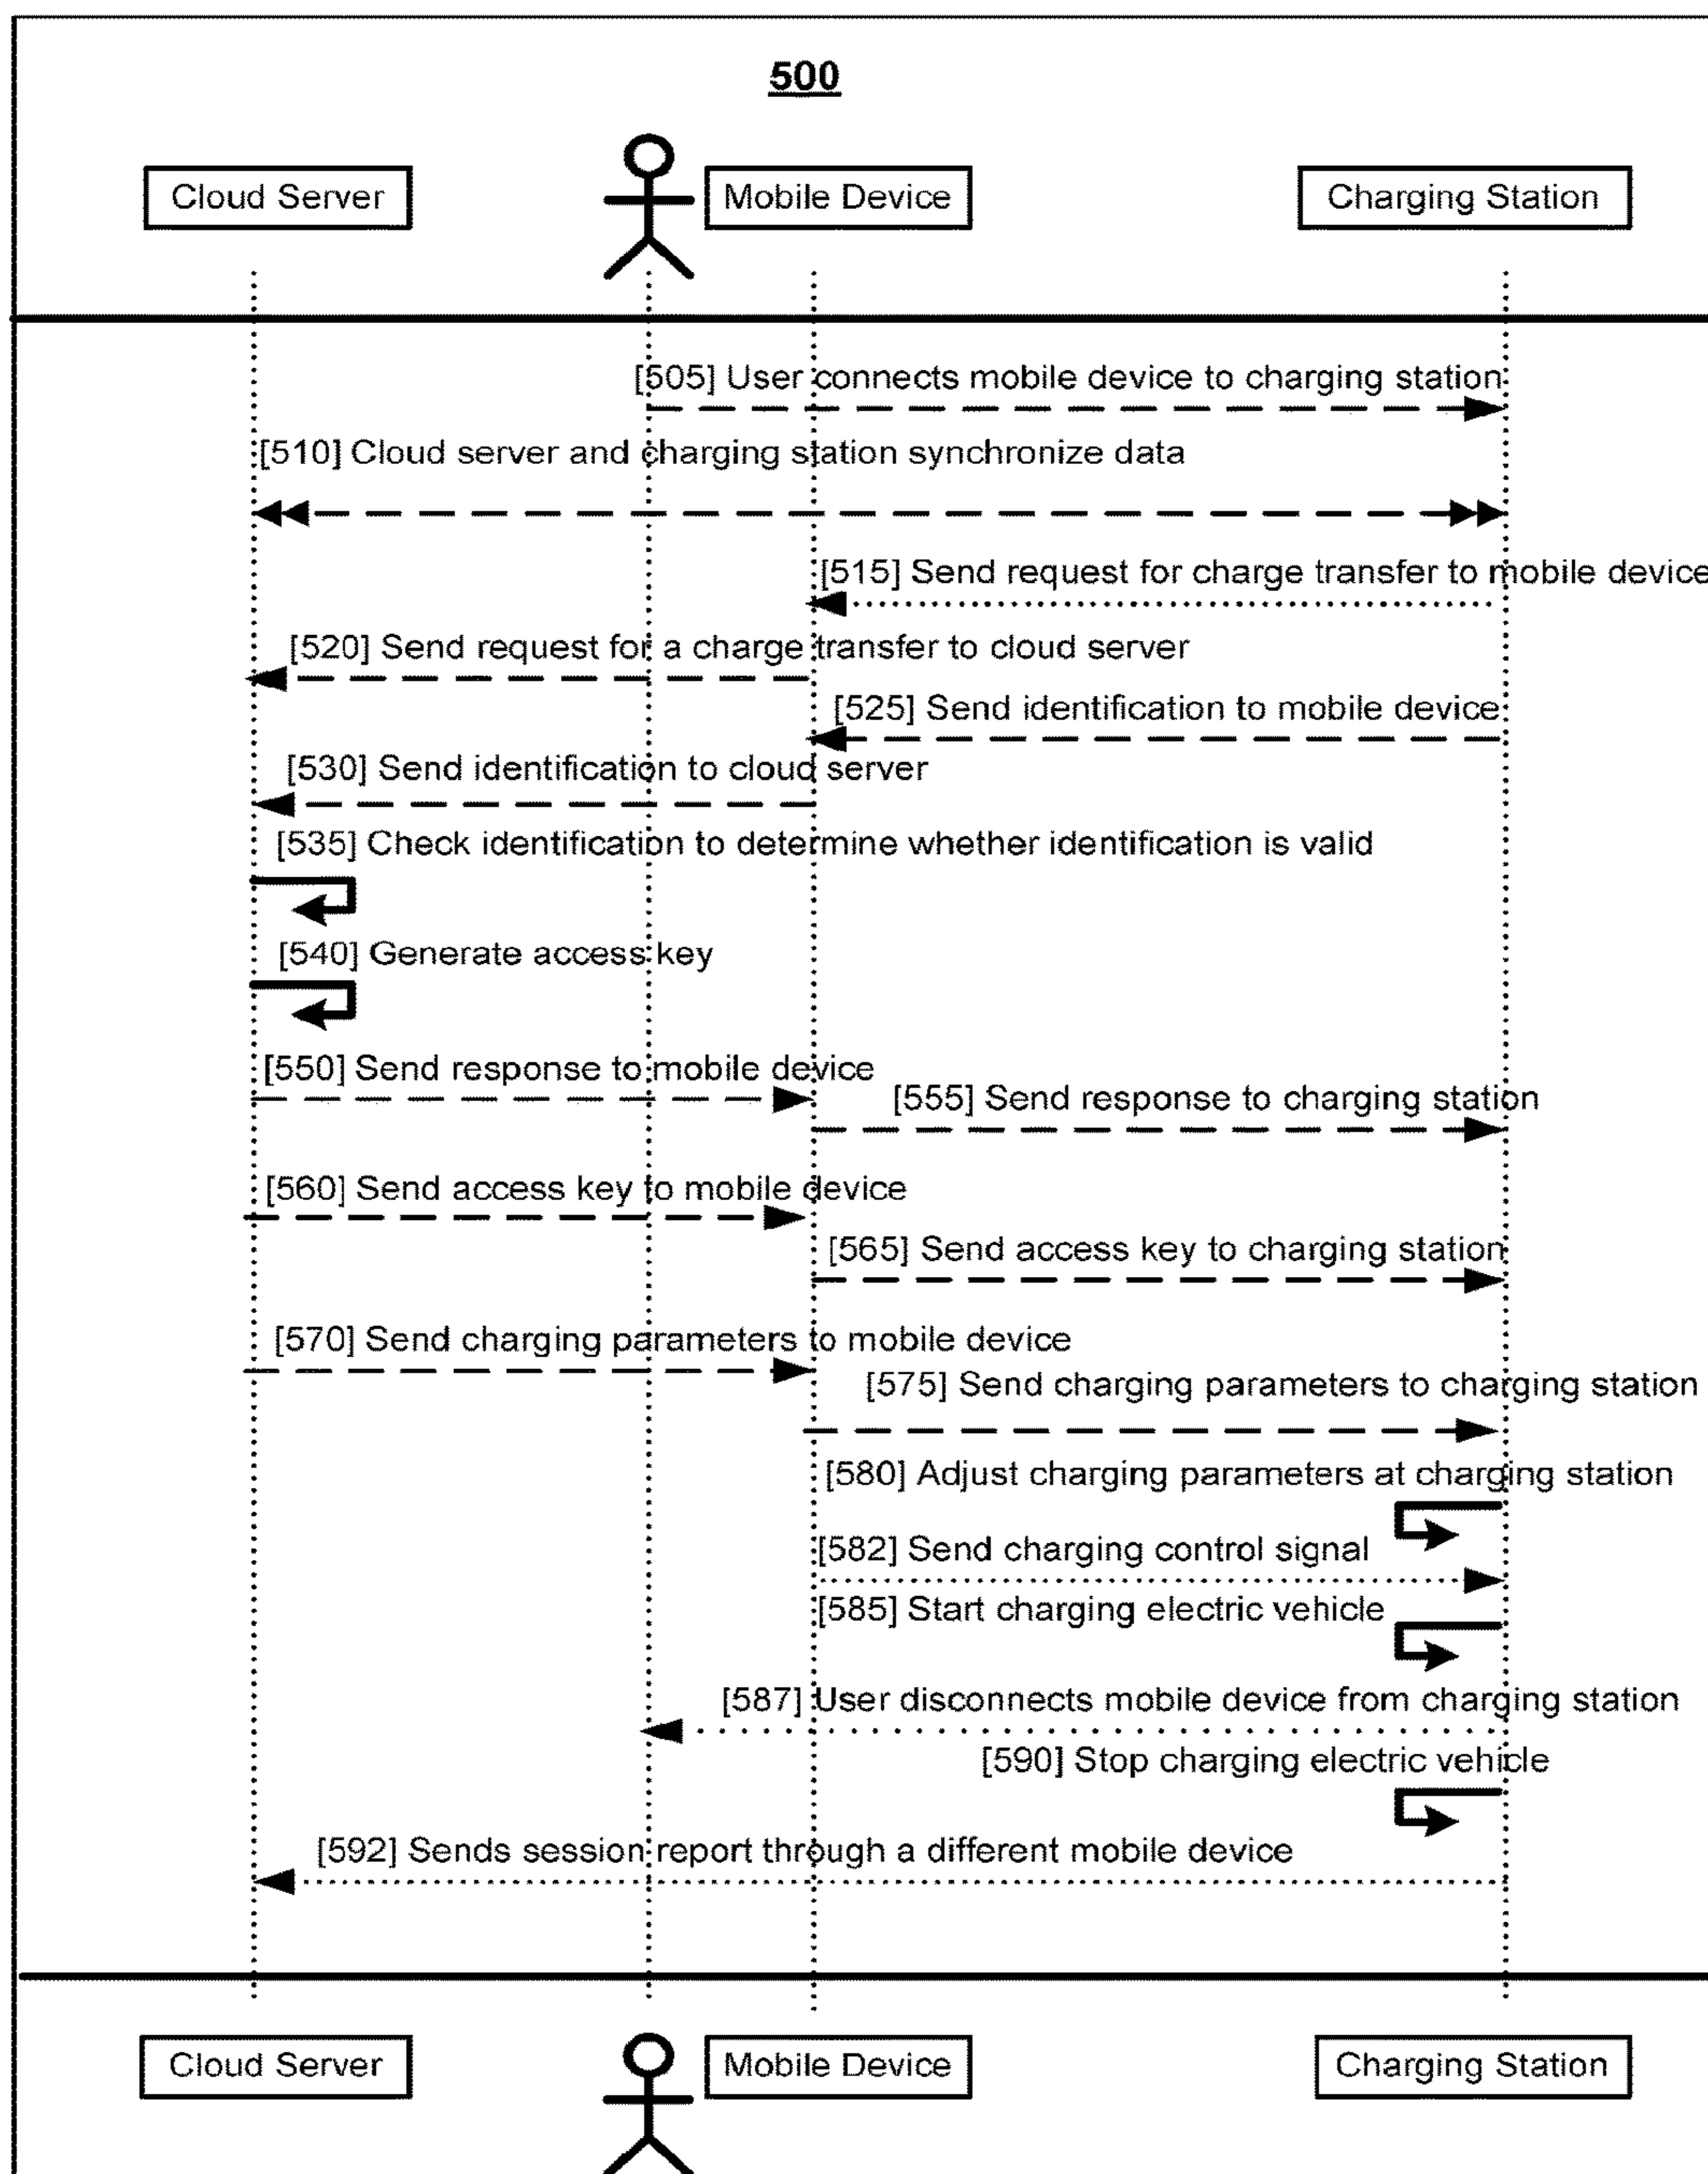 500
Cloud Server
Mobile Device
Charging Station
[505] User connects mobile device to charging station
[510] Cloud server and charging station synchronize data
[515] Send request for charge transfer to mobile device
[520] Send request for a charge transfer to cloud server
[525] Send identification to mobile device
[530] Send identification to cloud server
[535] Check identification to determine whether identification is valid
[540] Generate access key
[550] Send response to mobile device
[555] Send response to charging station
[560] Send access key to mobile device
[565] Send access key to charging station
[570] Send charging parameters to mobile device
[575] Send charging parameters to charging station
[580] Adjust charging parameters at charging station
[582] Send charging control signal
[585] Start charging electric vehicle
[587] User disconnects mobile device from charging station
[590] Stop charging electric vehicle
[592] Sends session report through a different mobile device
Cloud Server
Mobile Device
Charging Station